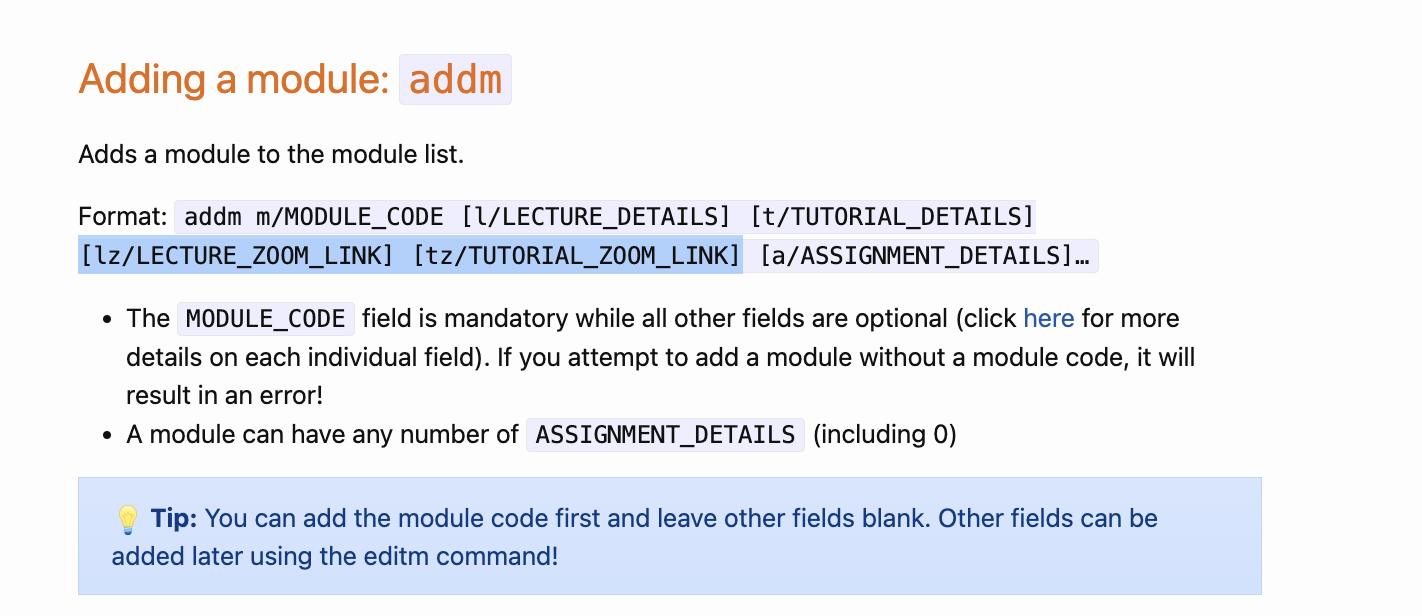 Adding a module: addm
Adds a module to the module list.
Format: addm m/MODULE_CODE [l/LECTURE_DETAILS] [t/TUTORIAL_DETAILS]
[lz/LECTURE_ZOOM_LINK] [tz/TUTORIAL_ZOOM_LINK] [a/ASSIGNMENT_DETAILS]…
• The MODULE_CODE field is mandatory while all other fields are optional (click here for more
details on each individual field). If you attempt to add a module without a module code, it will
result in an error!
• A module can have any number of ASSIGNMENT_DETAILS (including 0)
💡 Tip: You can add the module code first and leave other fields blank. Other fields can be
added later using the editm command!